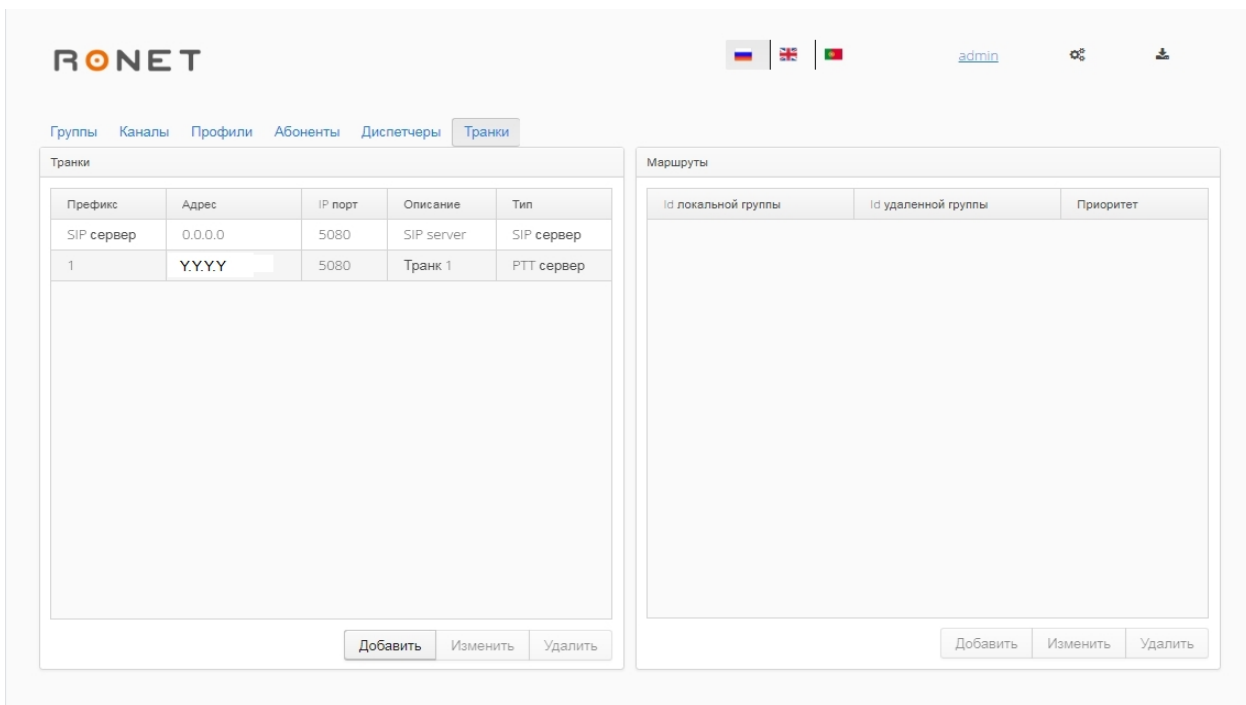 RONET
admin
Группы Каналы Профили Абоненты Диспетчеры Транки
Транки
Префикс Адрес IP порт Описание Тип
SIP сервер 0.0.0.0 5080 SIP server SIP сервер
1 Y.Y.Y.Y 5080 Транк 1 PTT сервер
Добавить Изменить Удалить
Маршруты
Id локальной группы Id удаленной группы Приоритет
Добавить Изменить Удалить